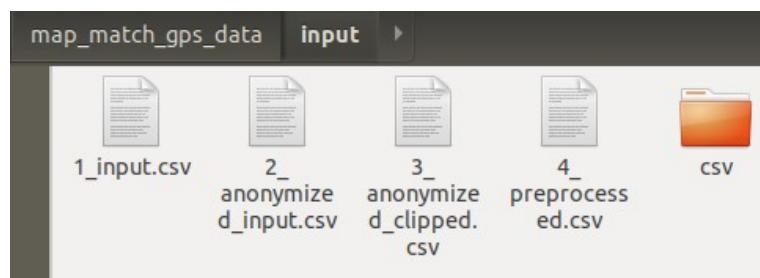 map_match_gps_data input
1_input.csv
2_
anonymize
d_input.csv
3_
anonymize
d_clipped.
csv
4_
preprocess
ed.csv
csv